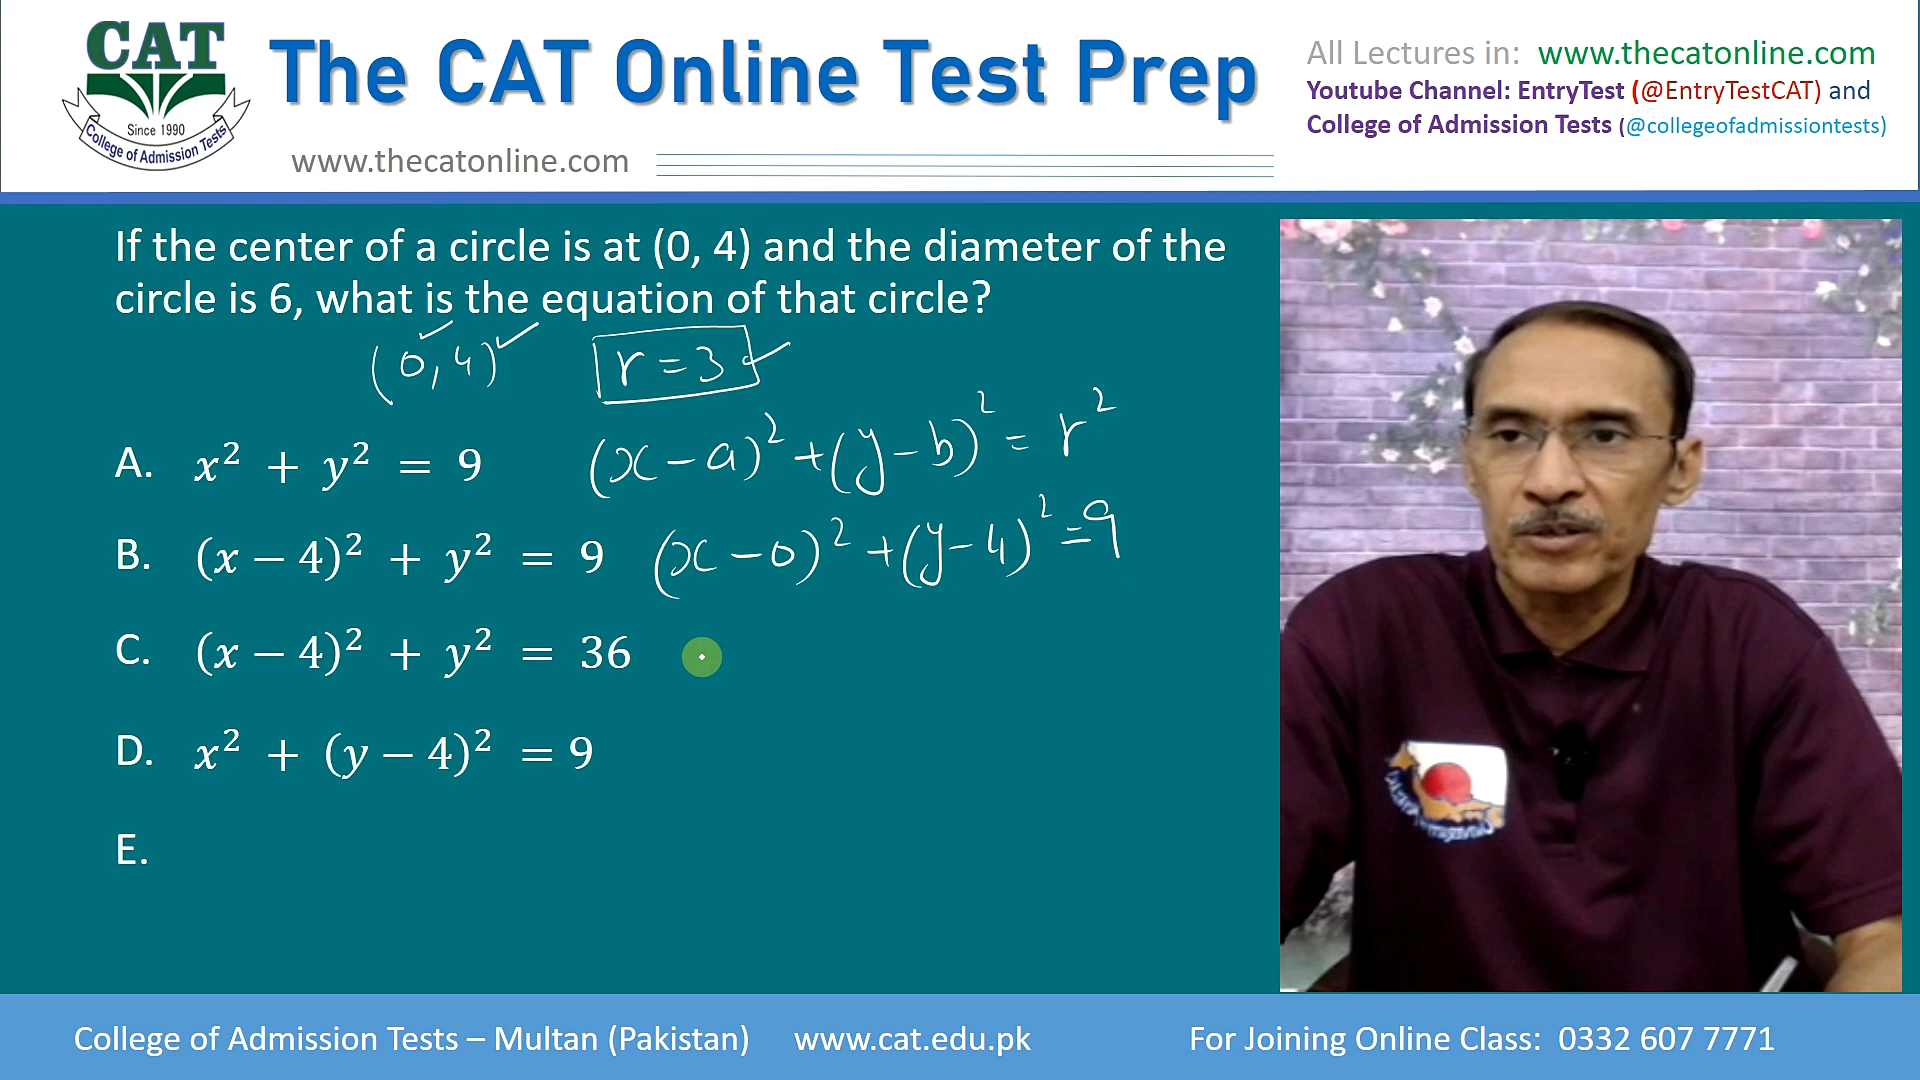 CAT
Since 1990
College of Admission Tests
The CAT Online Test Prep
www.thecatonline.com
All Lectures in: www.thecatonline.com
Youtube Channel: EntryTest (@EntryTestCAT) and
College of Admission Tests (@collegeofadmissiontests)
If the center of a circle is at (0, 4) and the diameter of the
circle is 6, what is the equation of that circle?
(0,4) r = 3
A. x² + y² = 9
(x - a)² + (y - b)² = r²
B. (x − 4)² + y² = 9
(x - 0)² + (y - 4)² = 9
C. (x − 4)² + y² = 36
D. x² + (y − 4)² = 9
E.
College of Admission Tests – Multan (Pakistan) www.cat.edu.pk For Joining Online Class: 0332 607 7771